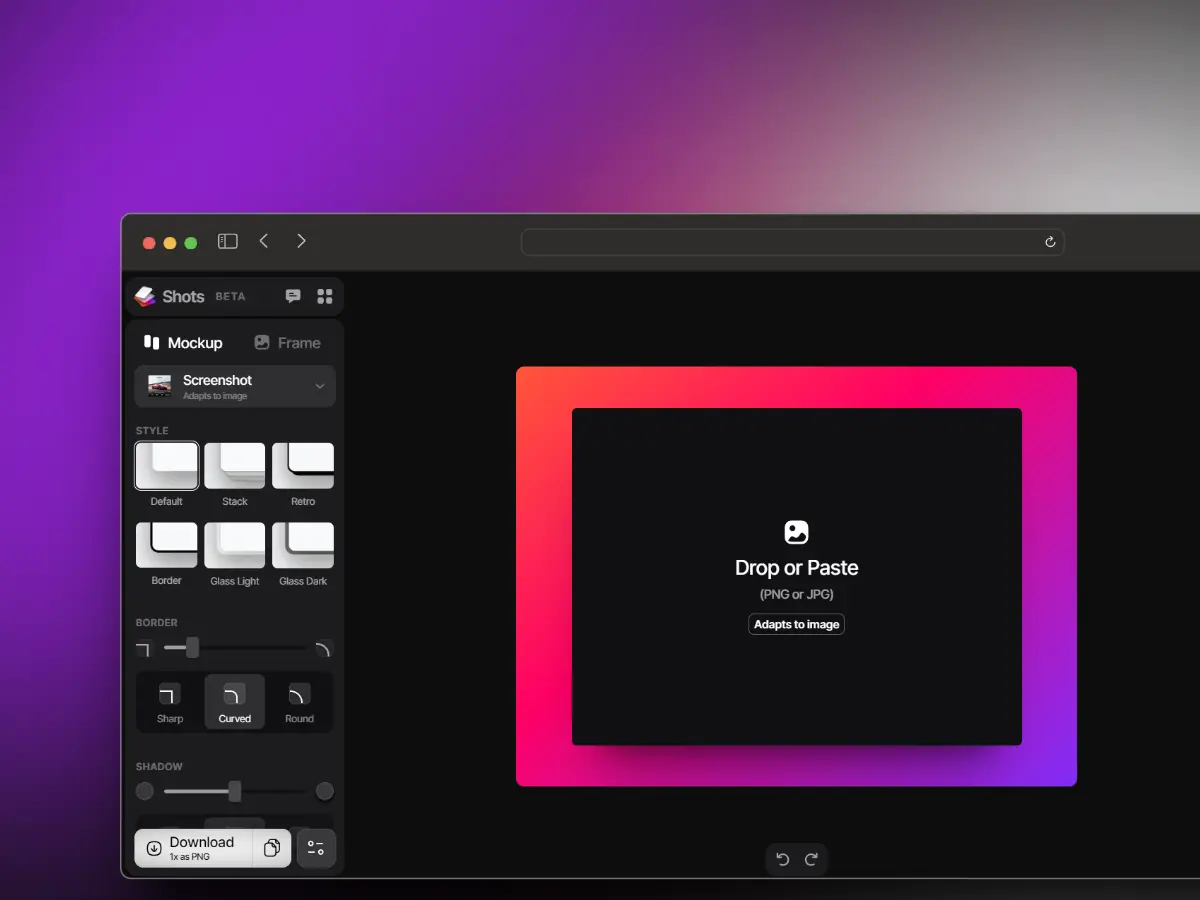 Shots BETA
Mockup Frame
Screenshot
Adapts to image
STYLE
Default Stack Retro
Border Glass Light Glass Dark
BORDER
Sharp Curved Round
SHADOW
Download
1x as PNG
Drop or Paste
(PNG or JPG)
Adapts to image